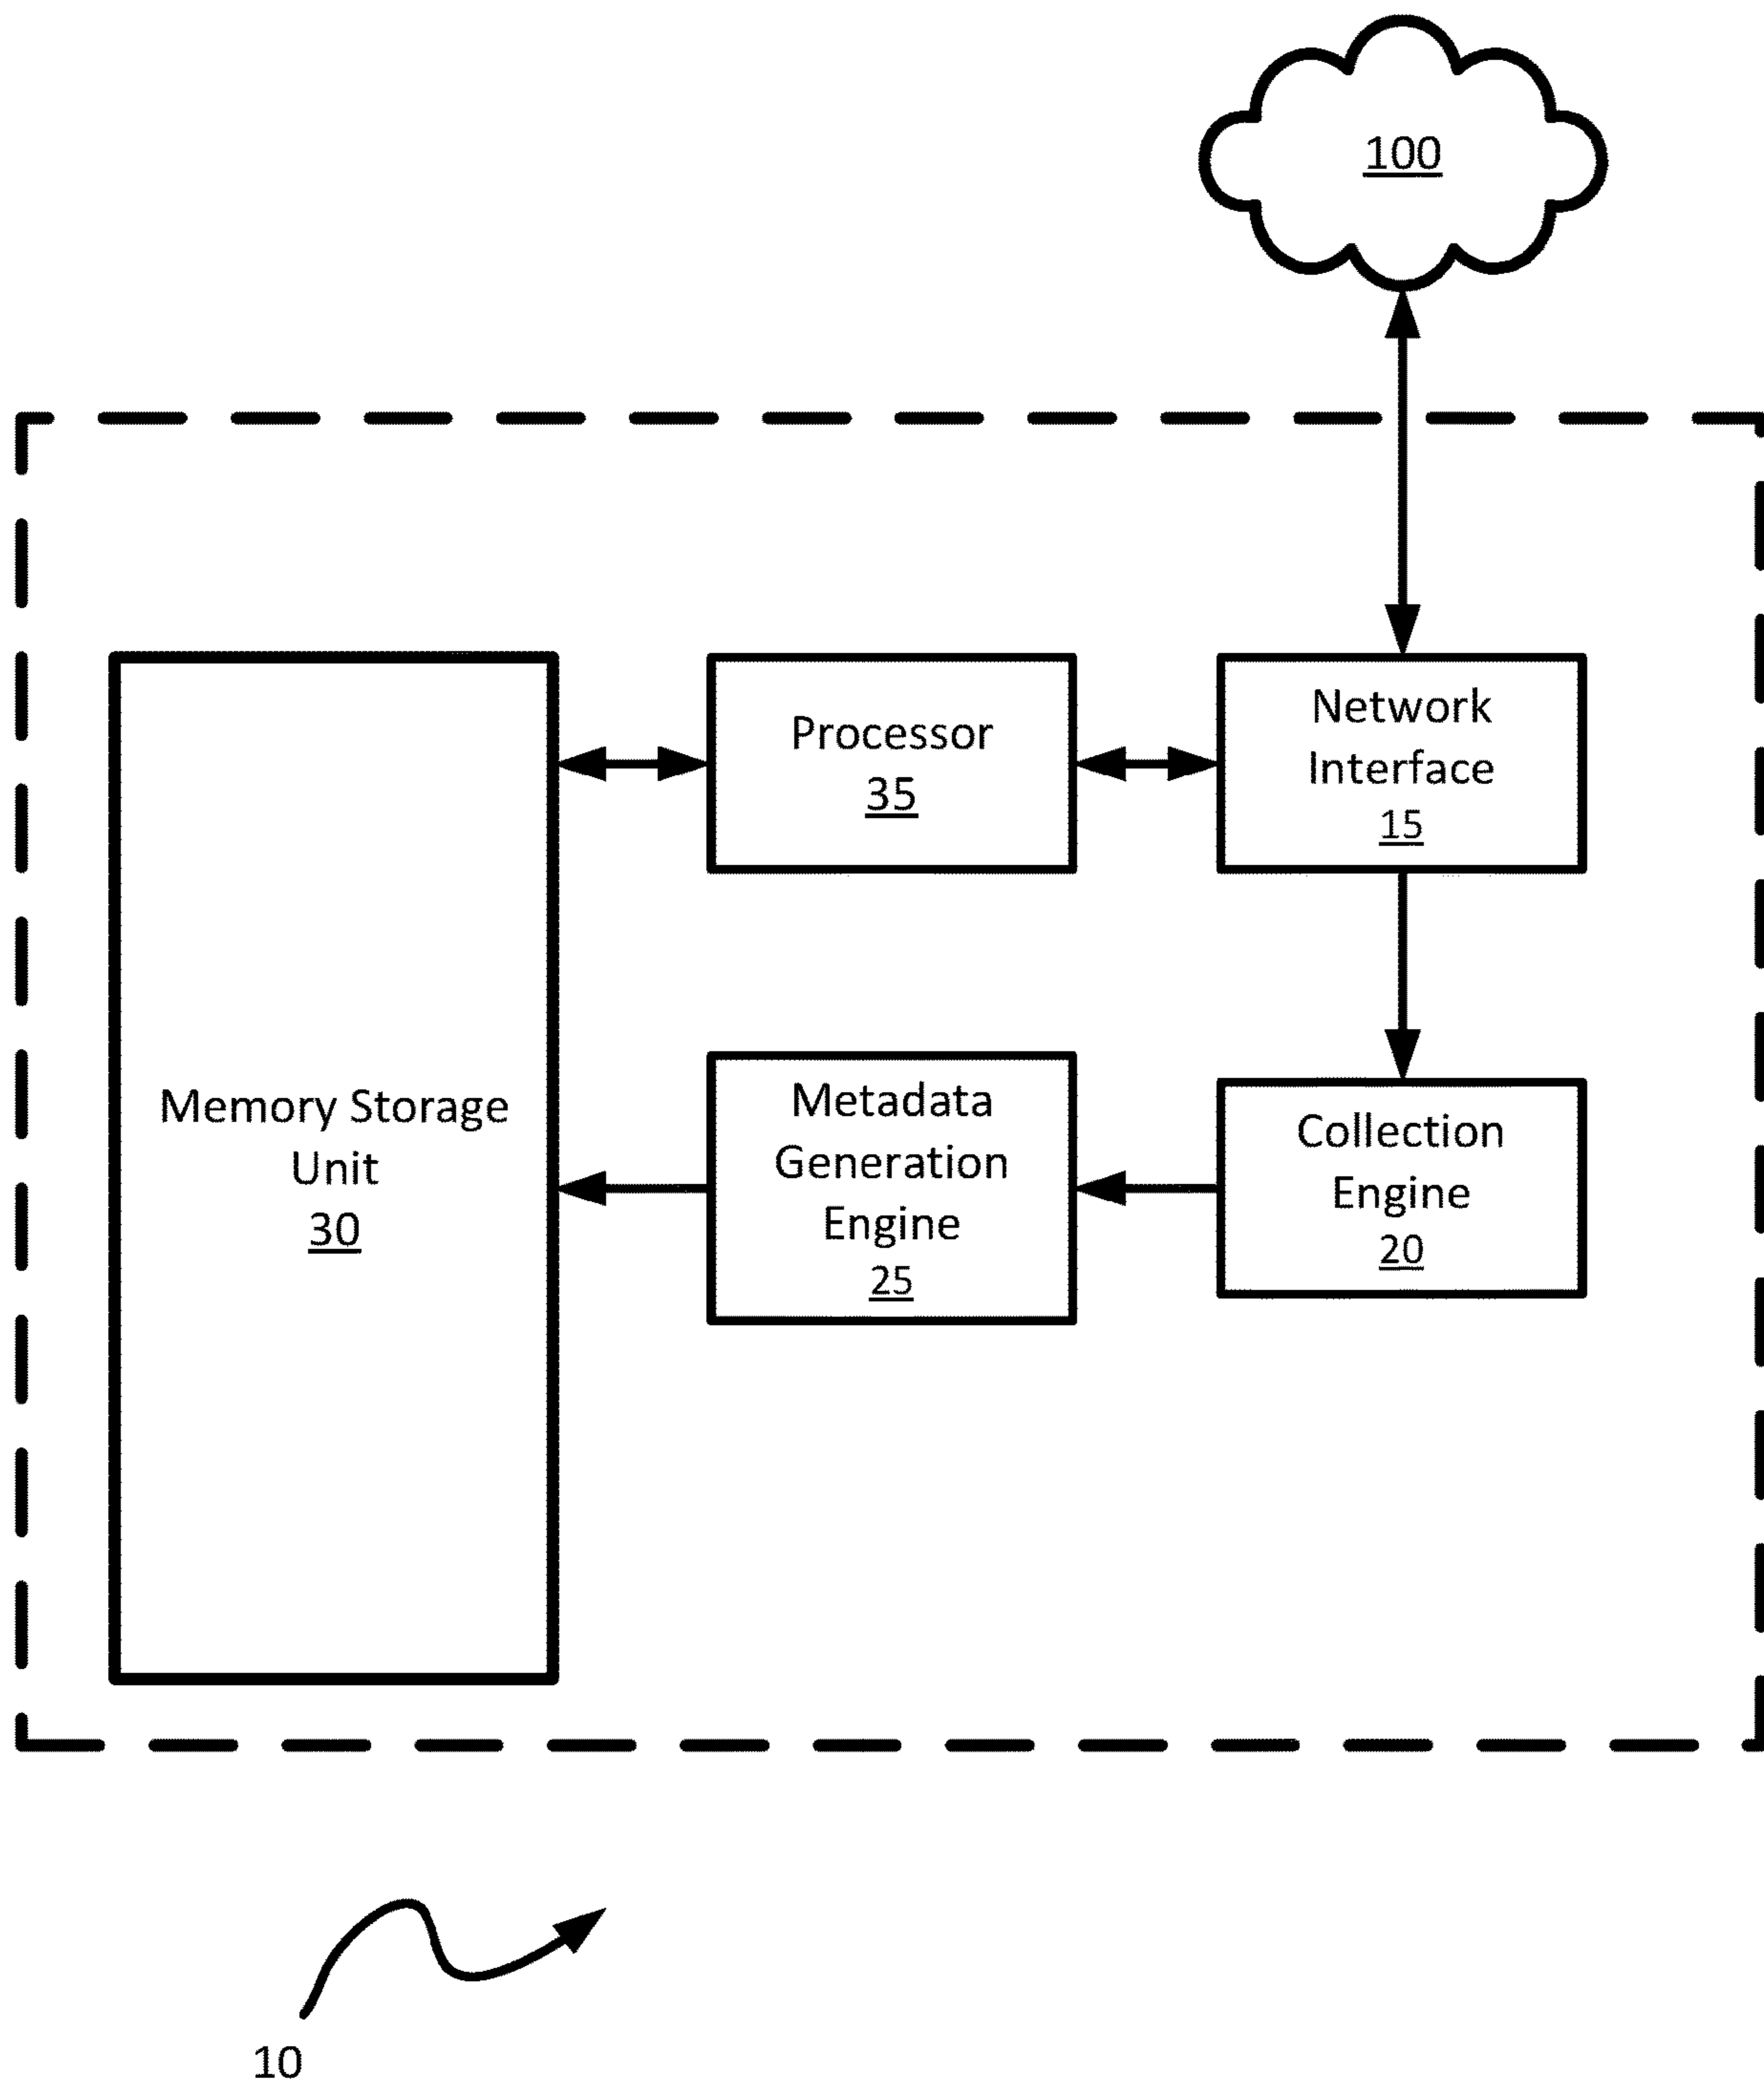 100
Processor
35
Network
Interface
15
Memory Storage
Unit
30
Metadata
Generation
Engine
25
Collection
Engine
20
10